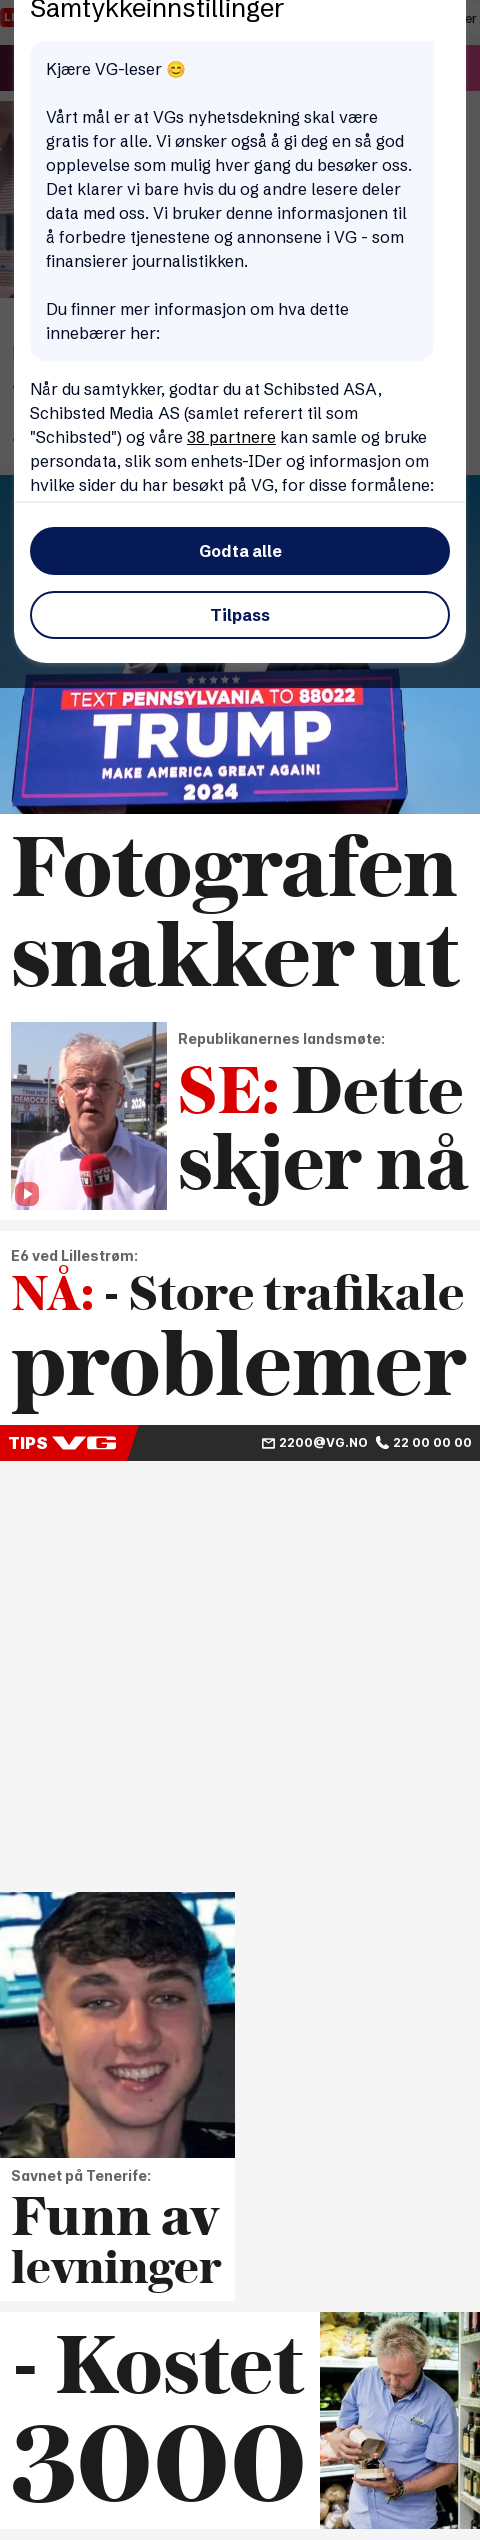 Samtykkeinnstillinger
Kjære VG-leser 😊
Vårt mål er at VGs nyhetsdekning skal være
gratis for alle. Vi ønsker også å gi deg en så god
opplevelse som mulig hver gang du besøker oss.
Det klarer vi bare hvis du og andre lesere deler
data med oss. Vi bruker denne informasjonen til
å forbedre tjenestene og annonsene i VG - som
finansierer journalistikken.
Du finner mer informasjon om hva dette
innebærer her:
Når du samtykker, godtar du at Schibsted ASA,
Schibsted Media AS (samlet referert til som
"Schibsted") og våre 38 partnere kan samle og bruke
persondata, slik som enhets-IDer og informasjon om
hvilke sider du har besøkt på VG, for disse formålene:
Godta alle
Tilpass
TEXT PENNSYLVANIA TO 88022
TRUMP
MAKE AMERICA GREAT AGAIN!
2024
Fotografen
snakker ut
Republikanernes landsmøte:
SE: Dette
skjer nå
E6 ved Lillestrøm:
NÅ: - Store trafikale
problemer
TIPS VG
2200@VG.NO 22 00 00 00
Savnet på Tenerife:
Funn av
levninger
- Kostet
3000